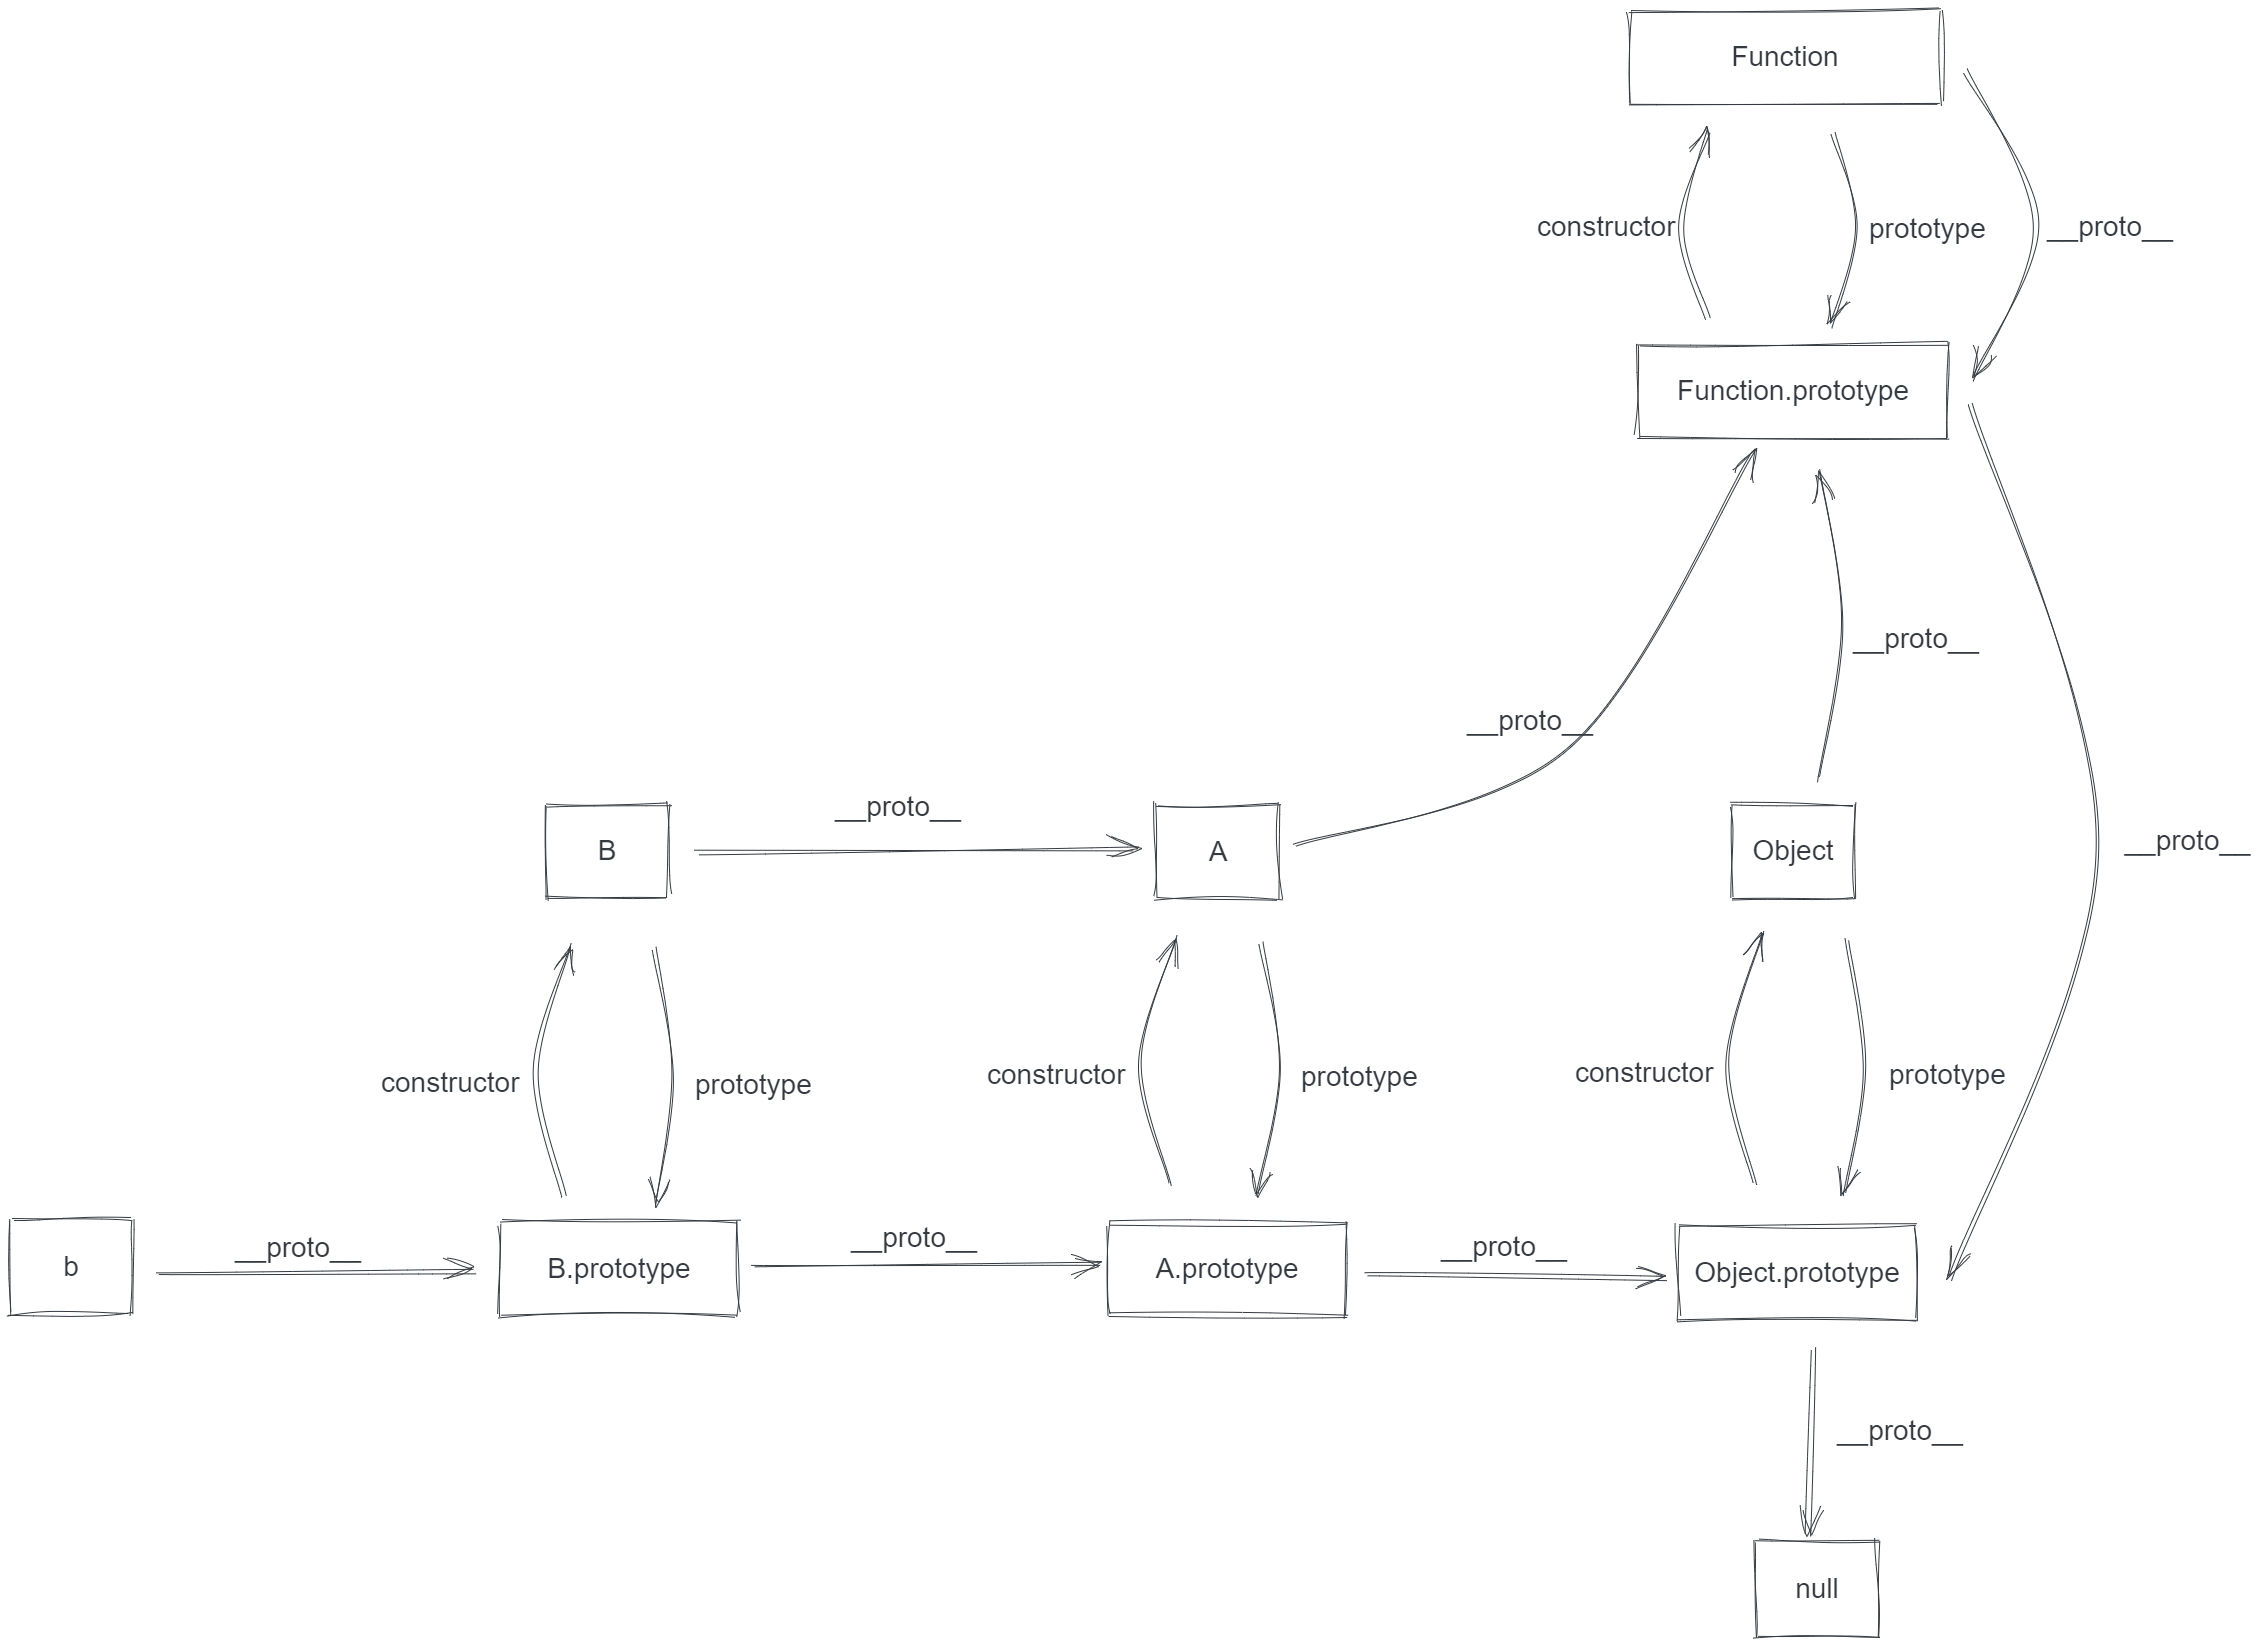 Function
constructor
prototype
__proto__
Function.prototype
__proto__
__proto__
__proto__
B
A
Object
__proto__
constructor
prototype
constructor
prototype
constructor
prototype
b
__proto__
B.prototype
__proto__
A.prototype
__proto__
Object.prototype
__proto__
null